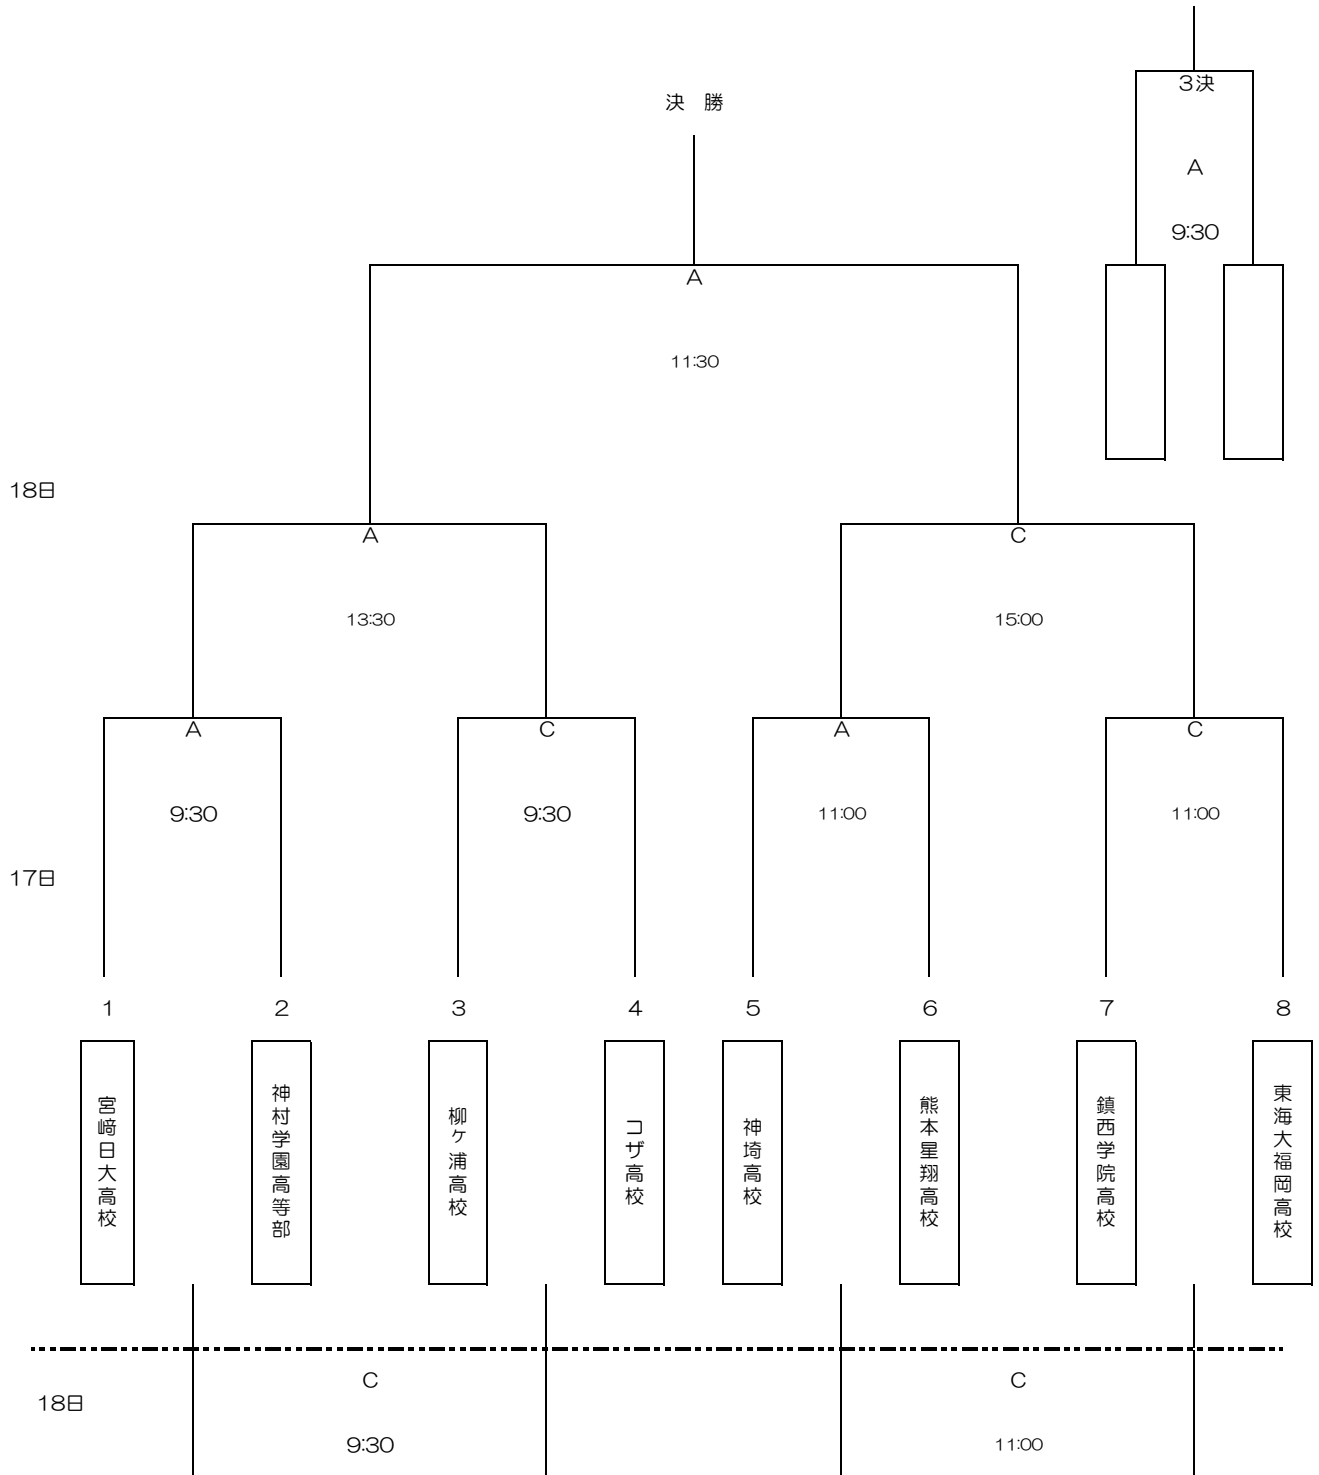 3決
決　勝
A
9:30
A
11:30
18日
A
C
13:30
15:00
A
C
A
C
9:30
9:30
11:00
11:00
17日
1
2
3
4
5
6
7
8
宮﨑日大高校
神村学園高等部
柳ヶ浦高校
コザ高校
神埼高校
熊本星翔高校
鎮西学院高校
東海大福岡高校
C
C
18日
9:30
11:00